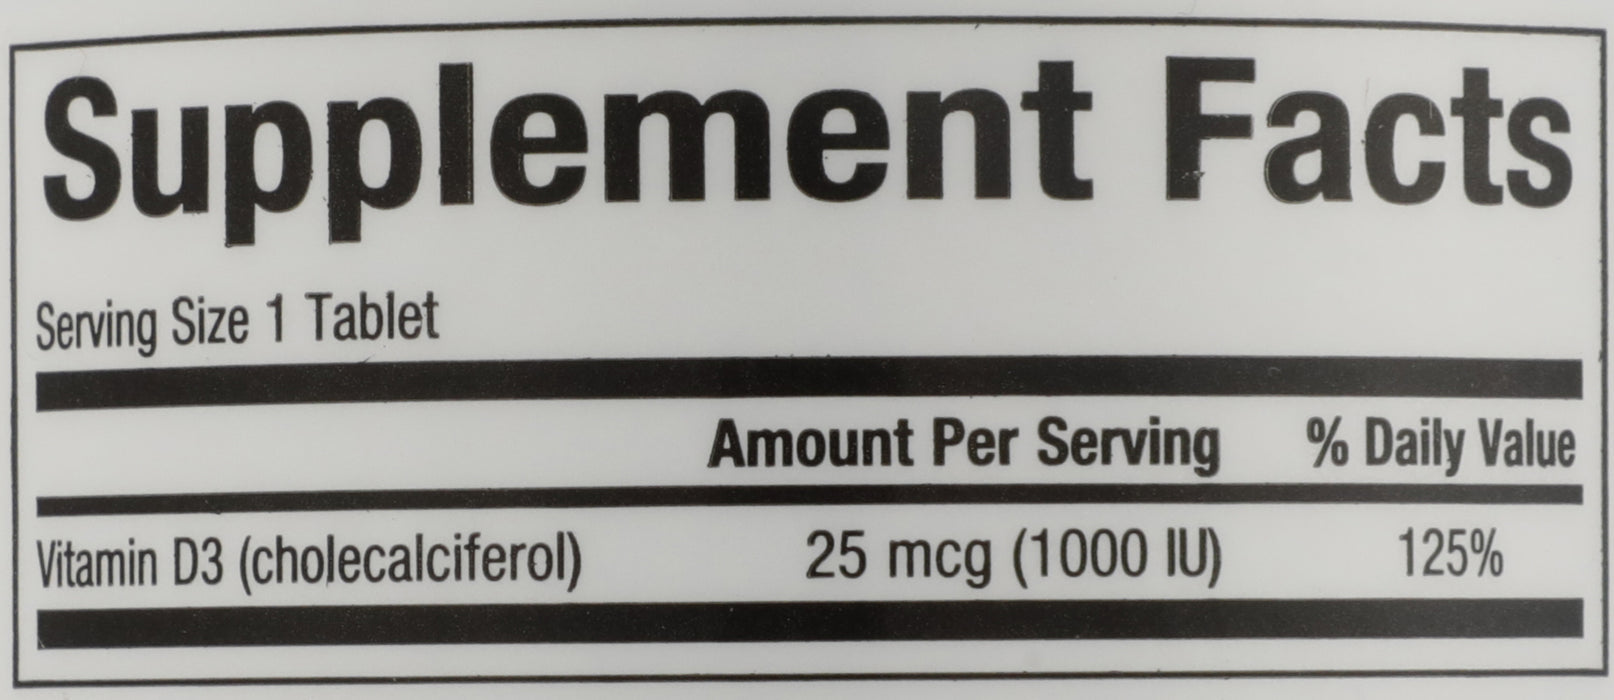 Supplement Facts
Serving Size 1 Tablet
Amount Per Serving % Daily Value
Vitamin D3 (cholecalciferol) 25 mcg (1000 IU) 125%